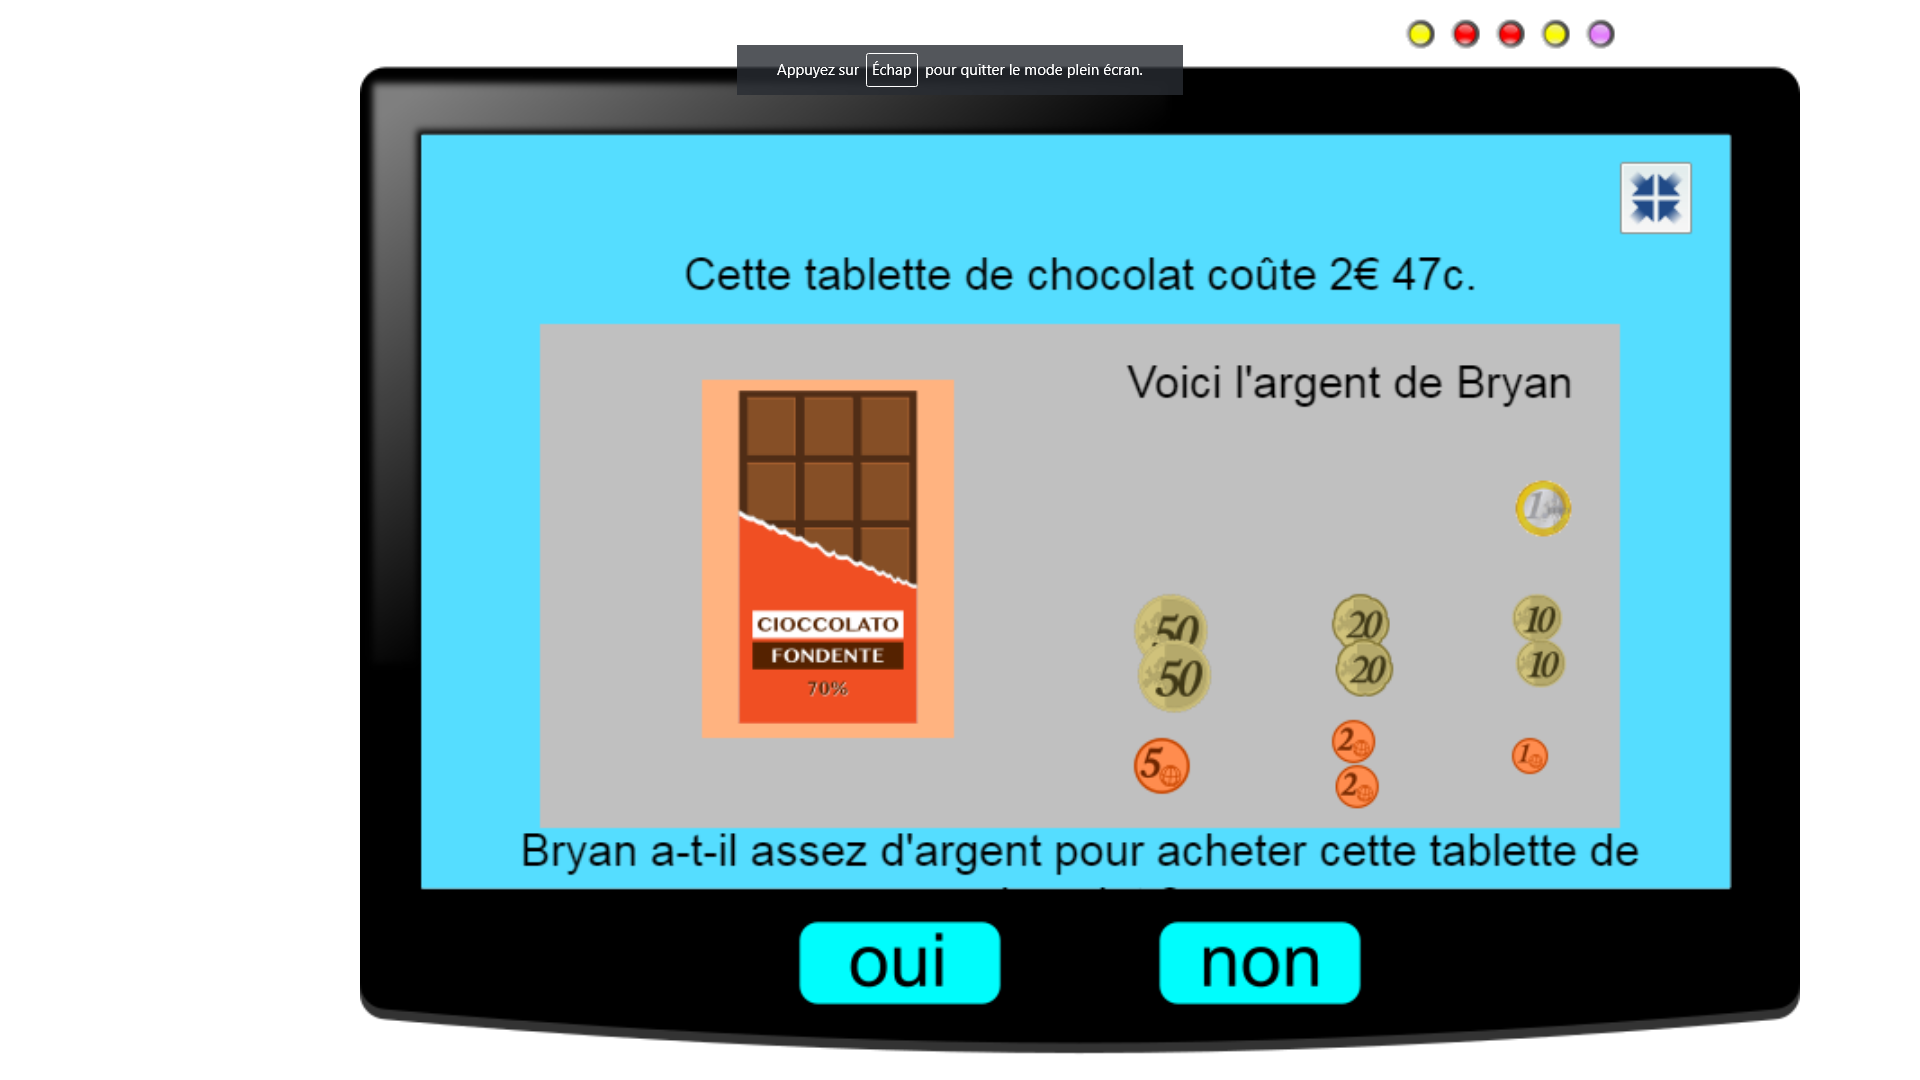 Appuyez sur Échap pour quitter le mode plein écran.
Cette tablette de chocolat coûte 2€ 47c.
Voici l'argent de Bryan
1
CIOCCOLATO
FONDENTE
70%
50 20 10
50 20 10
5 2 1
2
Bryan a-t-il assez d'argent pour acheter cette tablette de
oui non